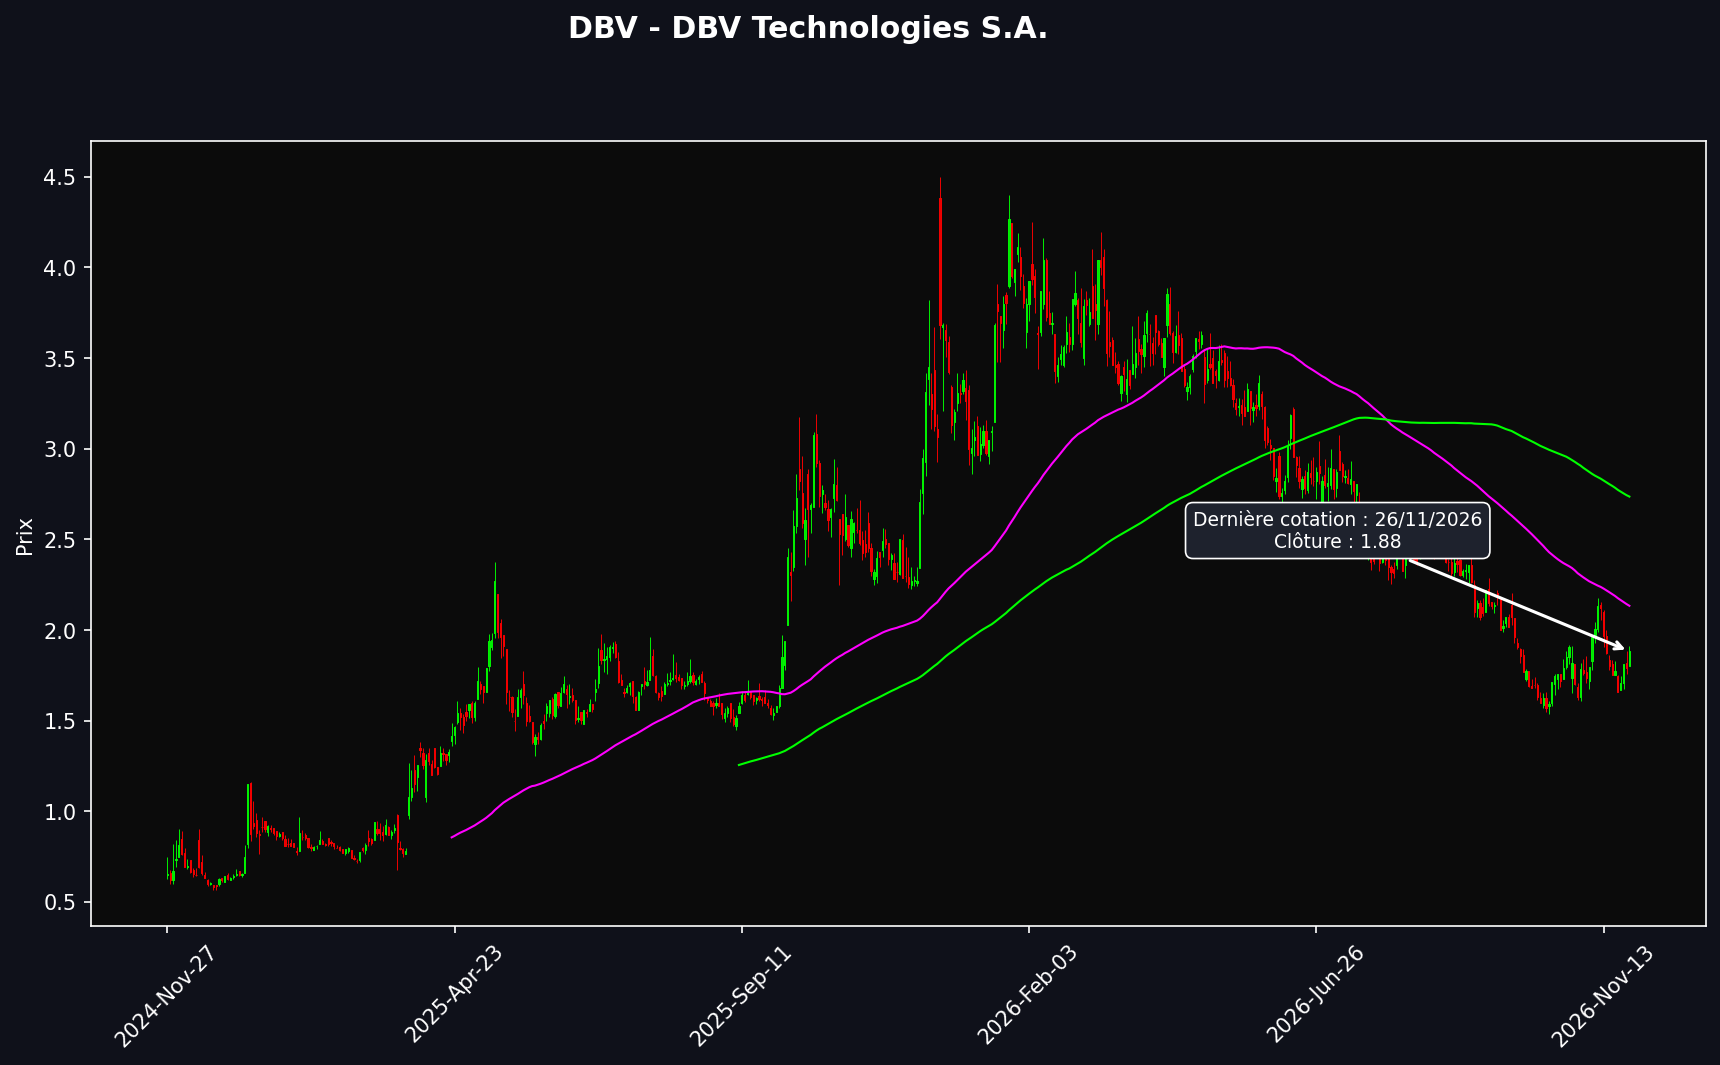 DBV - DBV Technologies S.A.
Prix
4.5
4.0
3.5
3.0
2.5
2.0
1.5
1.0
0.5
Dernière cotation : 26/11/2026
Clôture : 1.88
2024-Nov-27
2025-Apr-23
2025-Sep-11
2026-Feb-03
2026-Jun-26
2026-Nov-13